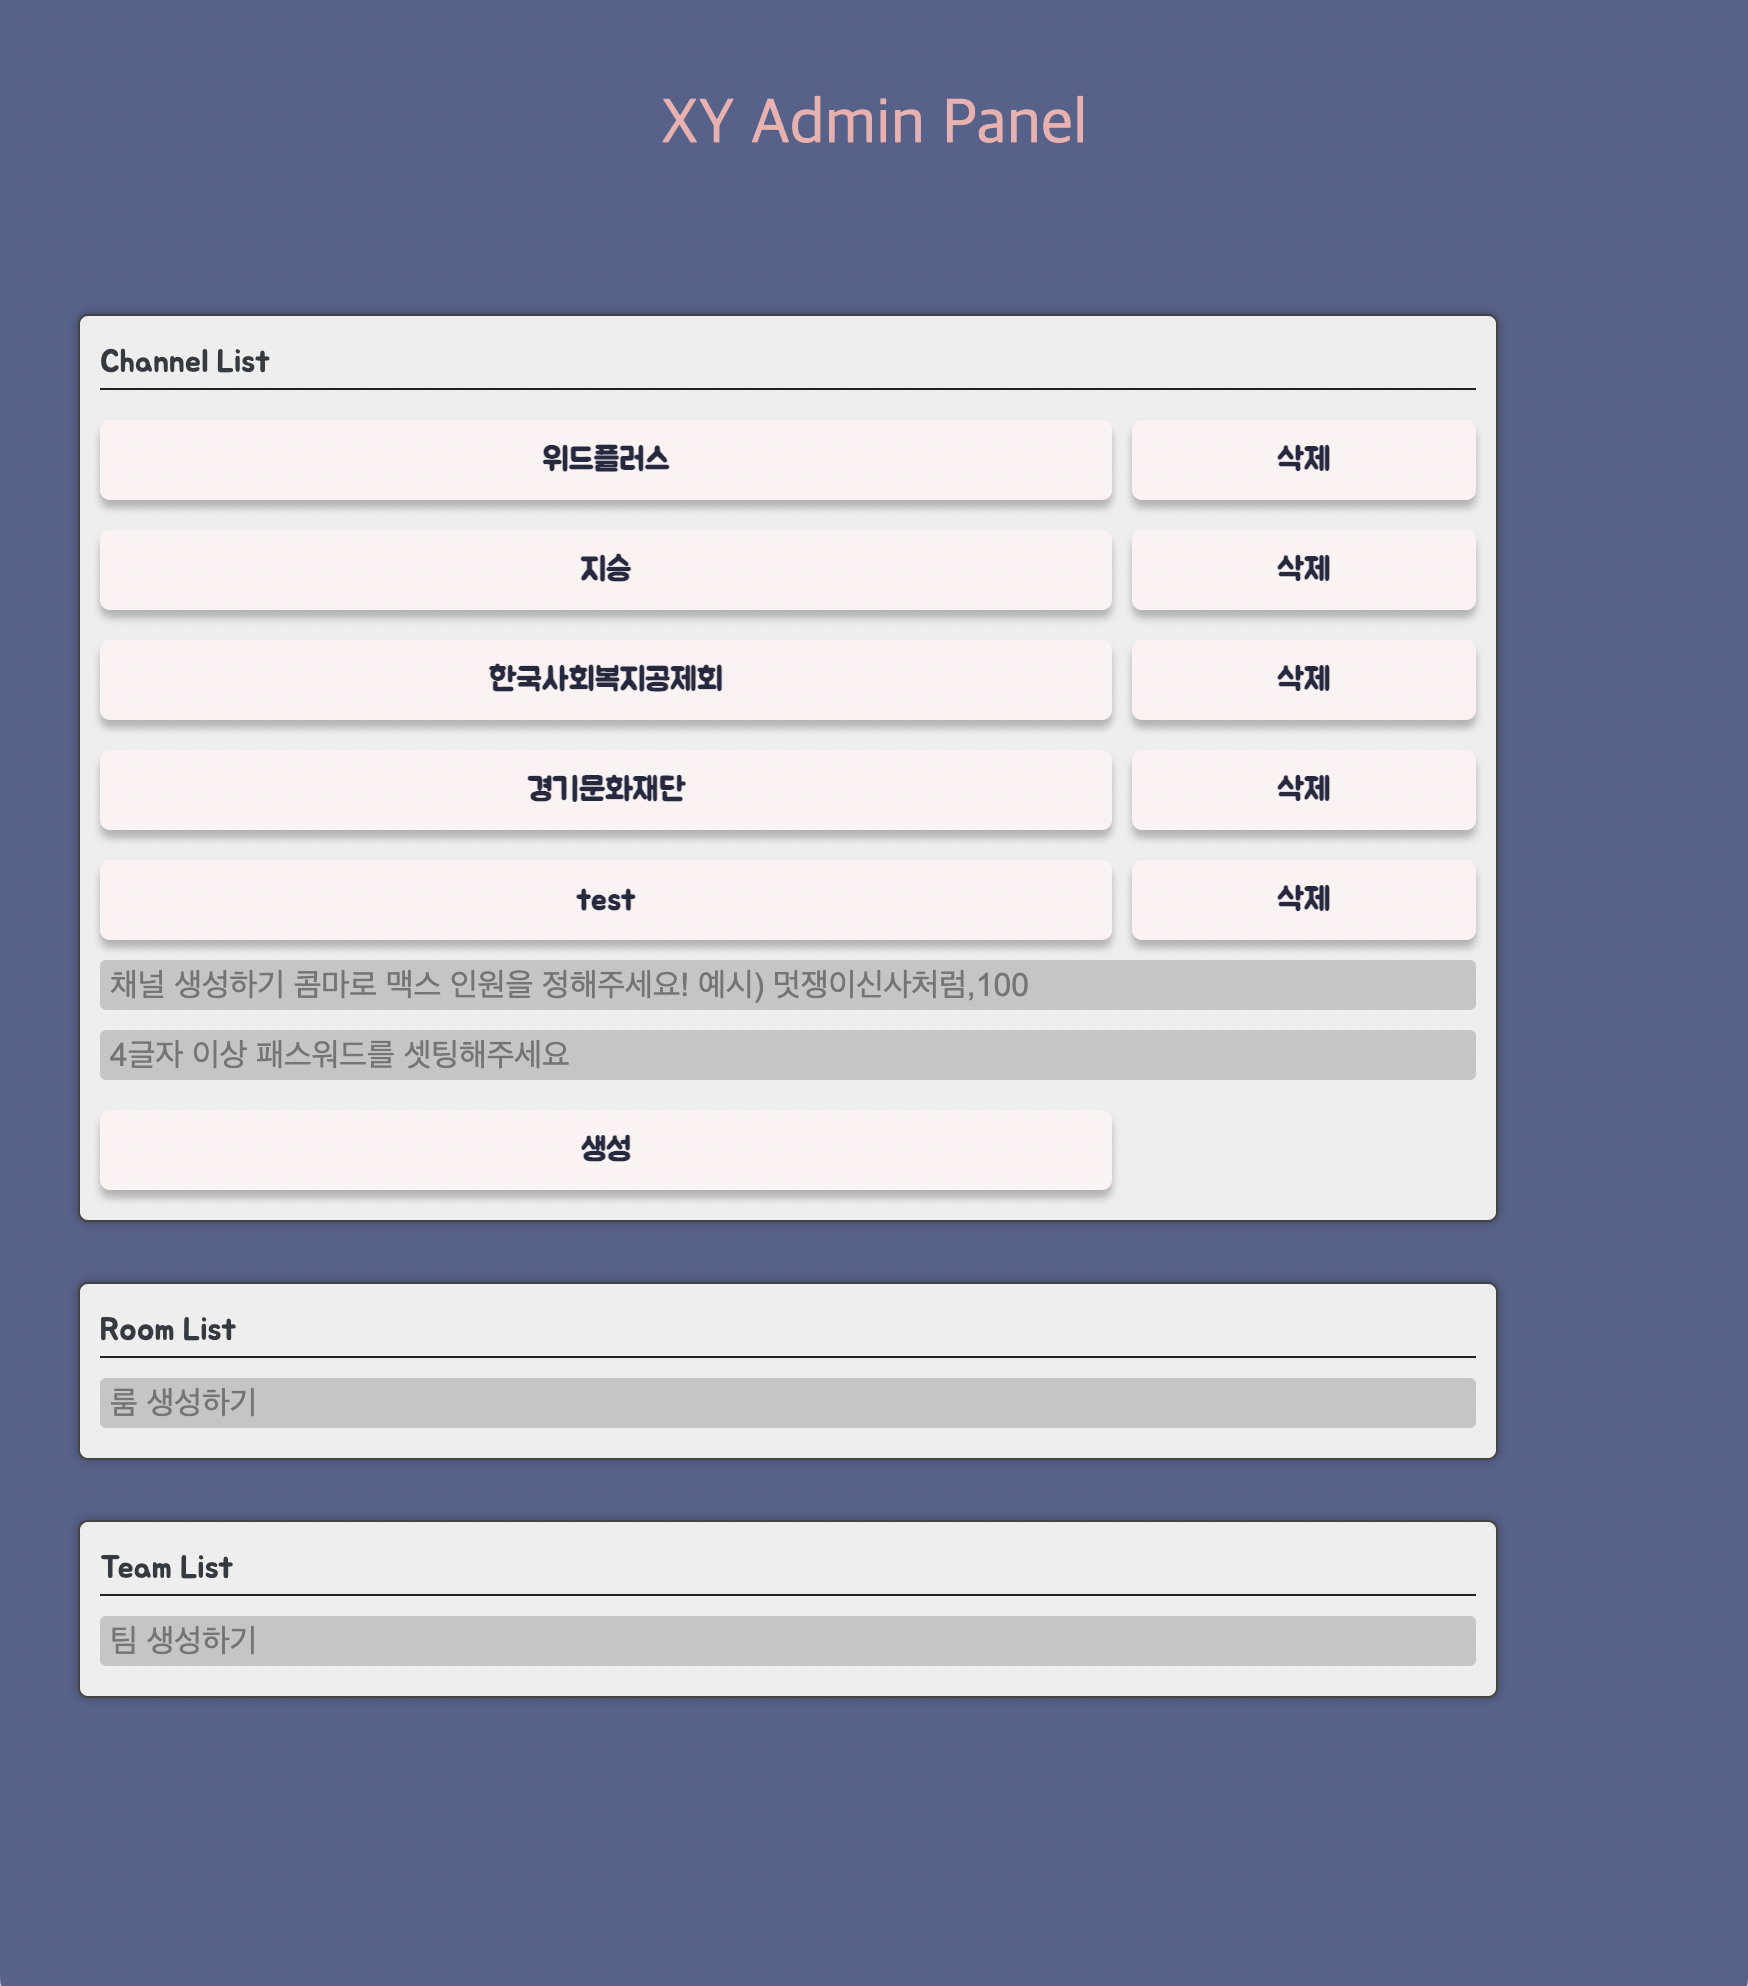 XY Admin Panel
Channel List
위드플러스 삭제
지승 삭제
한국사회복지공제회 삭제
경기문화재단 삭제
test 삭제
채널 생성하기 콤마로 맥스 인원을 정해주세요! 예시) 멋쟁이신사처럼,100
4글자 이상 패스워드를 셋팅해주세요
생성
Room List
룸 생성하기
Team List
팀 생성하기